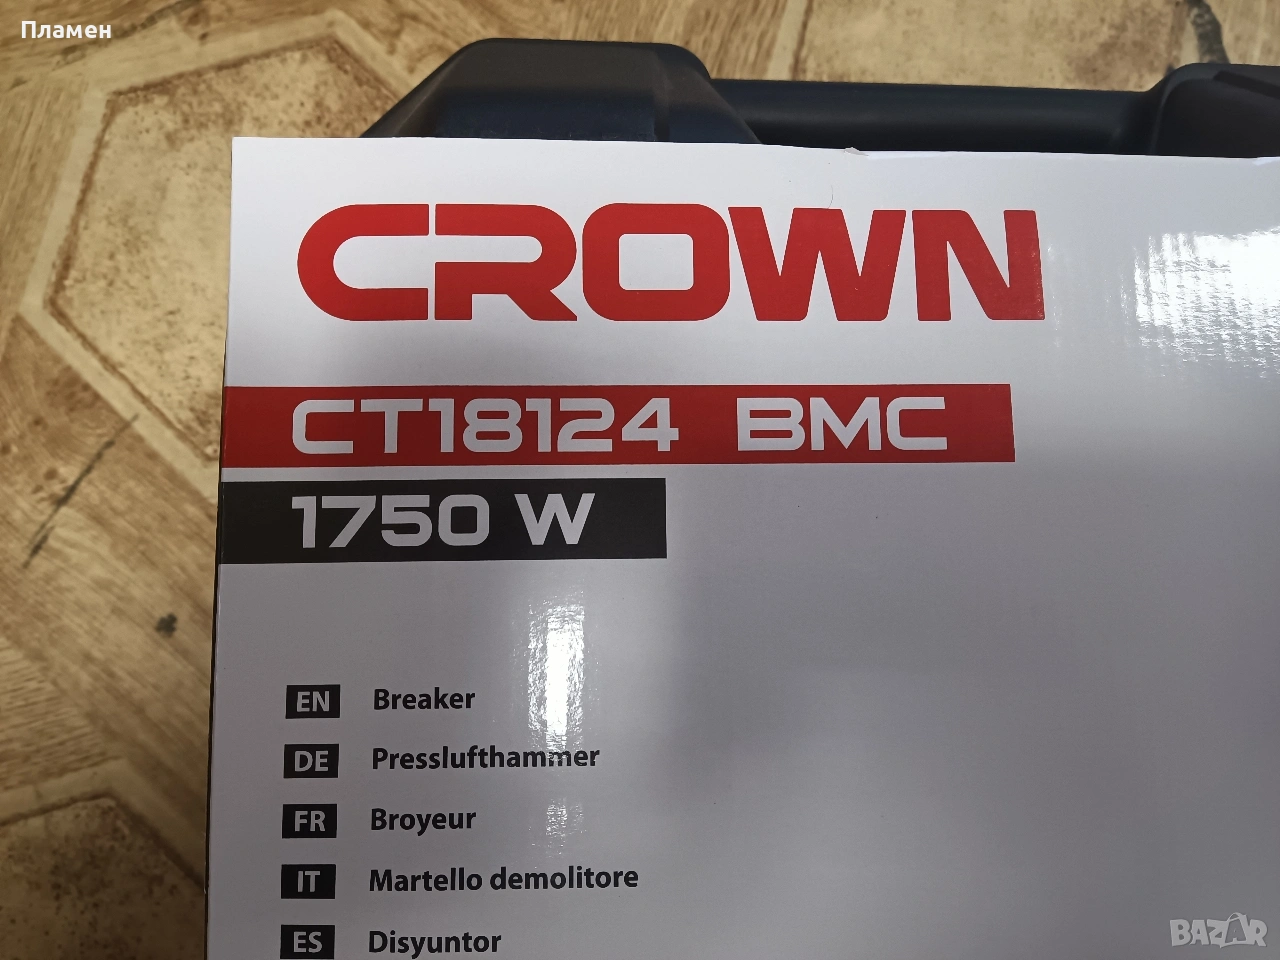 Пламен
CROWN
CT18124 BMC
1750 W
EN Breaker
DE Presslufthammer
FR Broyeur
IT Martello demolitore
ES Disyuntor
BAZAR